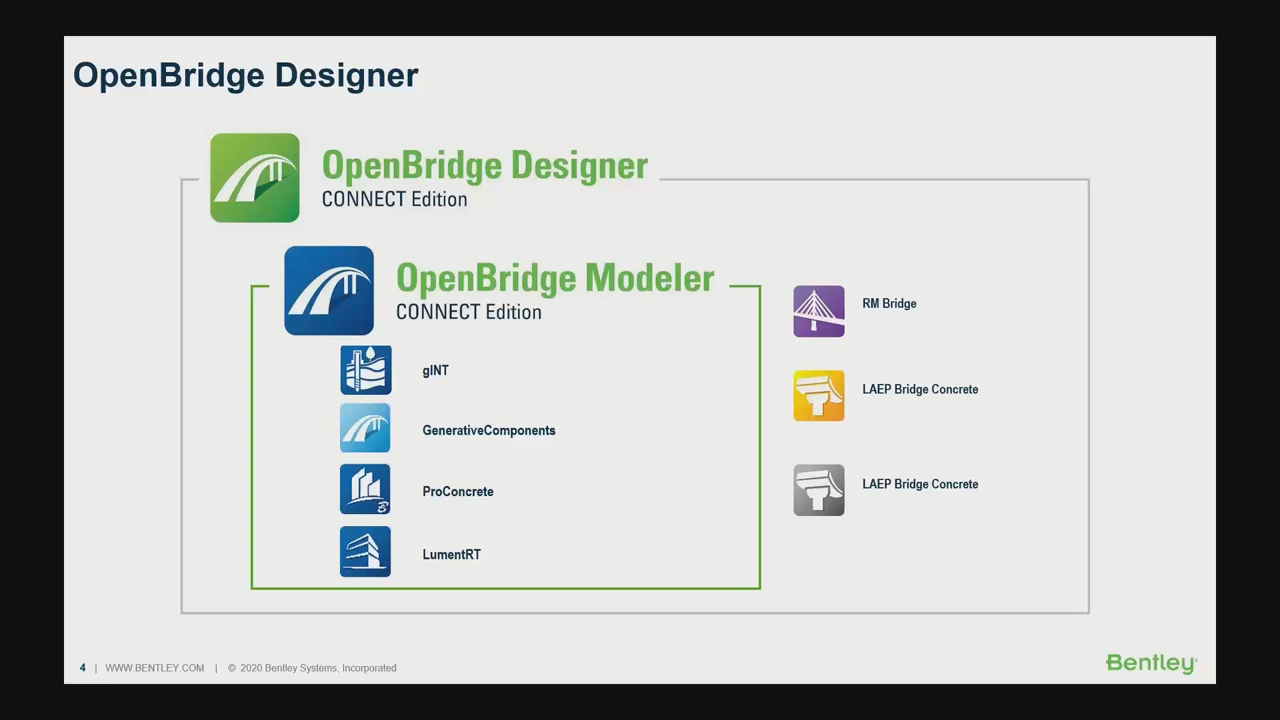 OpenBridge Designer
OpenBridge Designer
CONNECT Edition
OpenBridge Modeler
CONNECT Edition
gINT
GenerativeComponents
ProConcrete
B
LumentRT
RM Bridge
LAEP Bridge Concrete
LAEP Bridge Concrete
4 | WWW.BENTLEY.COM | © 2020 Bentley Systems, Incorporated
Bentley